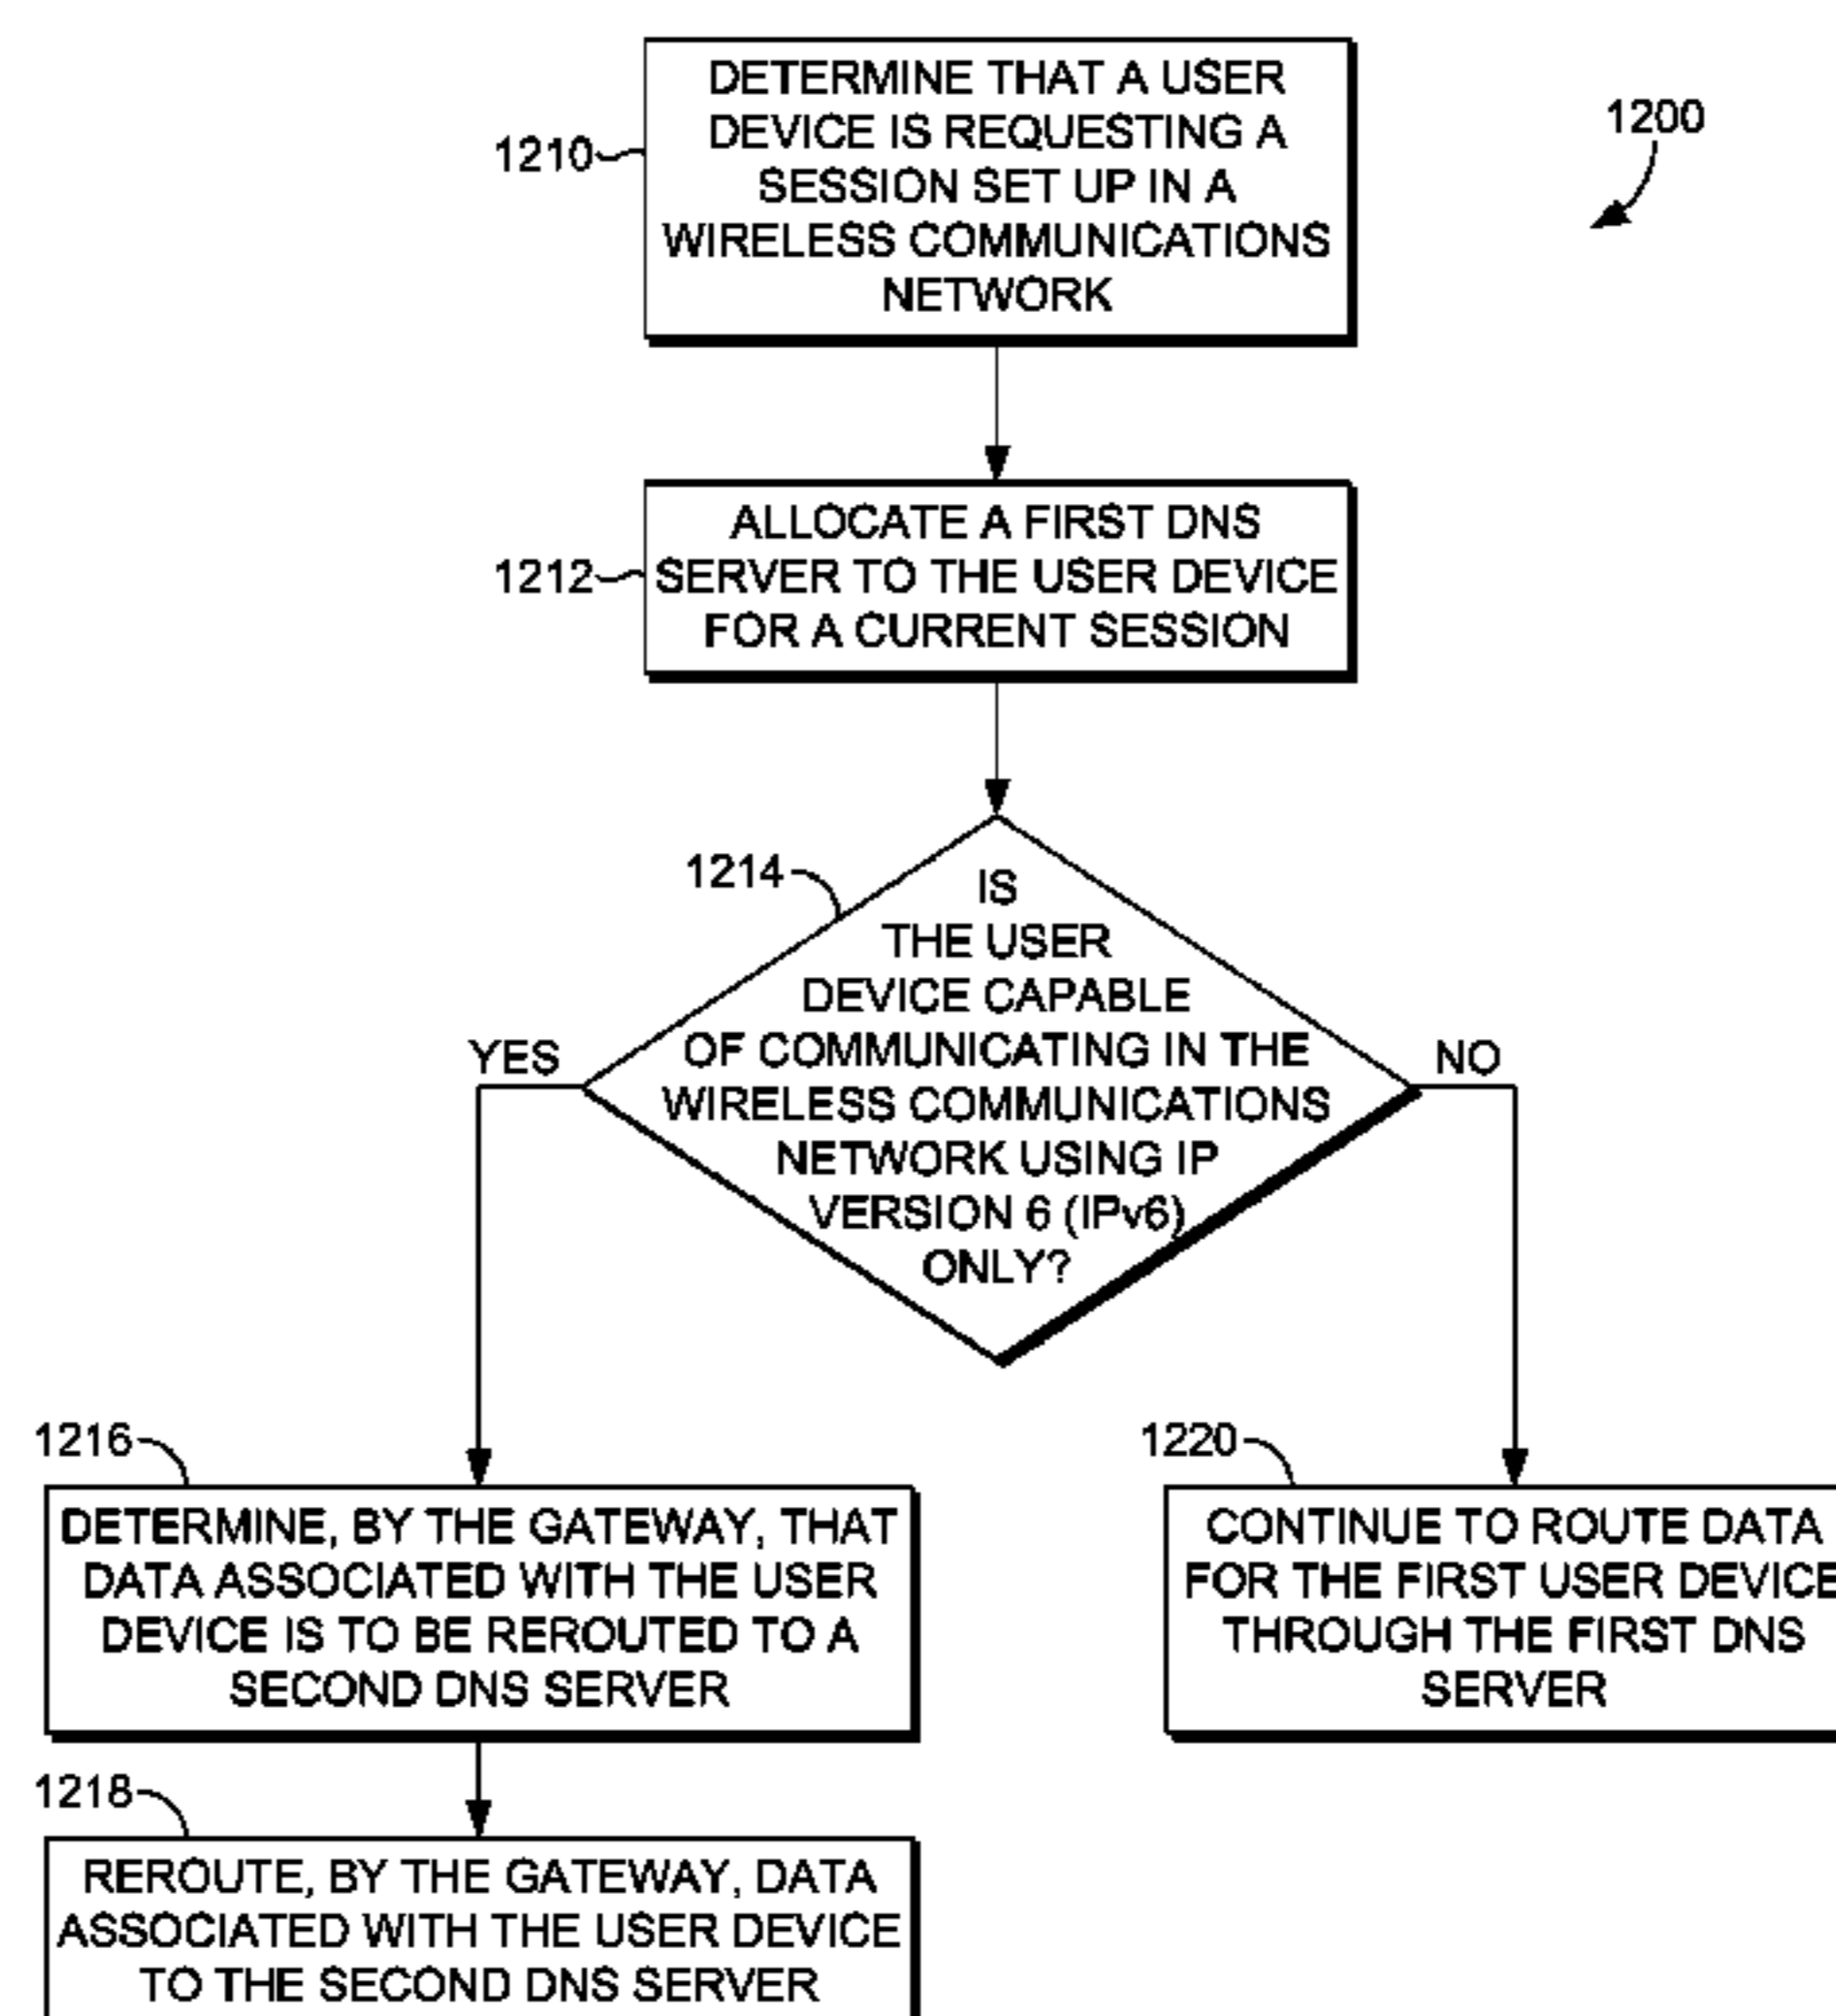 1200
1210
DETERMINE THAT A USER
DEVICE IS REQUESTING A
SESSION SET UP IN A
WIRELESS COMMUNICATIONS
NETWORK
1212
ALLOCATE A FIRST DNS
SERVER TO THE USER DEVICE
FOR A CURRENT SESSION
1214
IS
THE USER
DEVICE CAPABLE
OF COMMUNICATING IN THE
WIRELESS COMMUNICATIONS
NETWORK USING IP
VERSION 6 (IPv6)
ONLY?
YES
NO
1216
DETERMINE, BY THE GATEWAY, THAT
DATA ASSOCIATED WITH THE USER
DEVICE IS TO BE REROUTED TO A
SECOND DNS SERVER
1220
CONTINUE TO ROUTE DATA
FOR THE FIRST USER DEVICE
THROUGH THE FIRST DNS
SERVER
1218
REROUTE, BY THE GATEWAY, DATA
ASSOCIATED WITH THE USER DEVICE
TO THE SECOND DNS SERVER